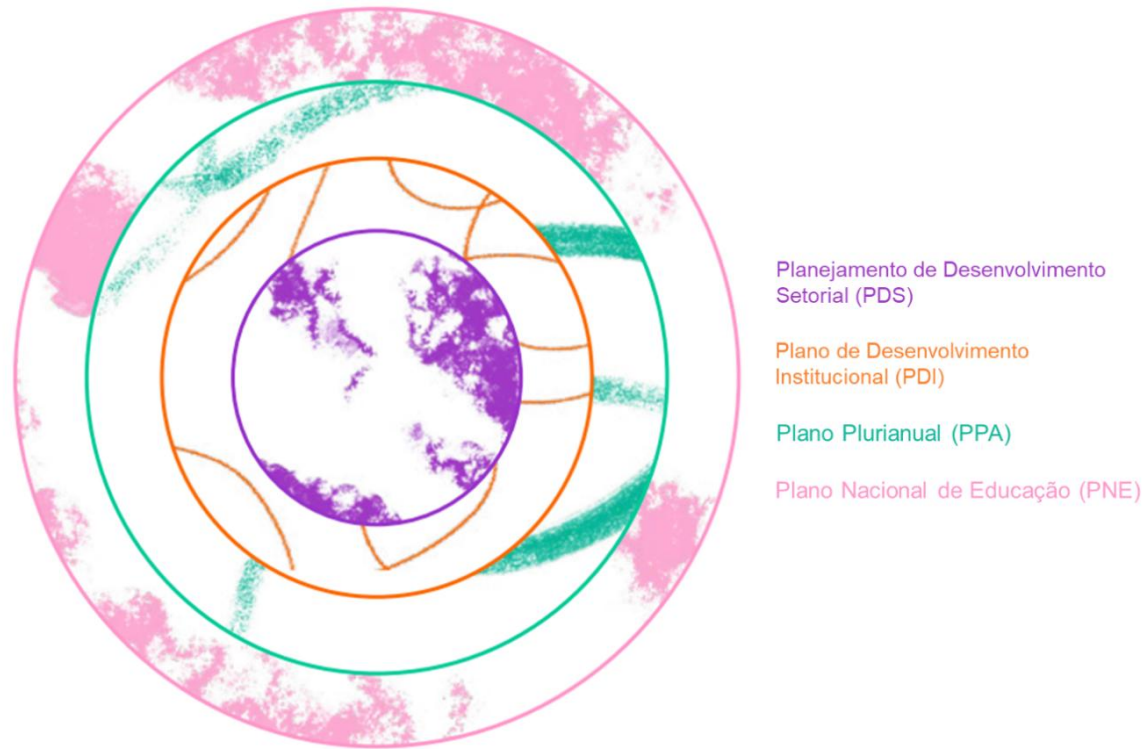 Planejamento de Desenvolvimento
Setorial (PDS)
Plano de Desenvolvimento
Institucional (PDI)
Plano Plurianual (PPA)
Plano Nacional de Educação (PNE)